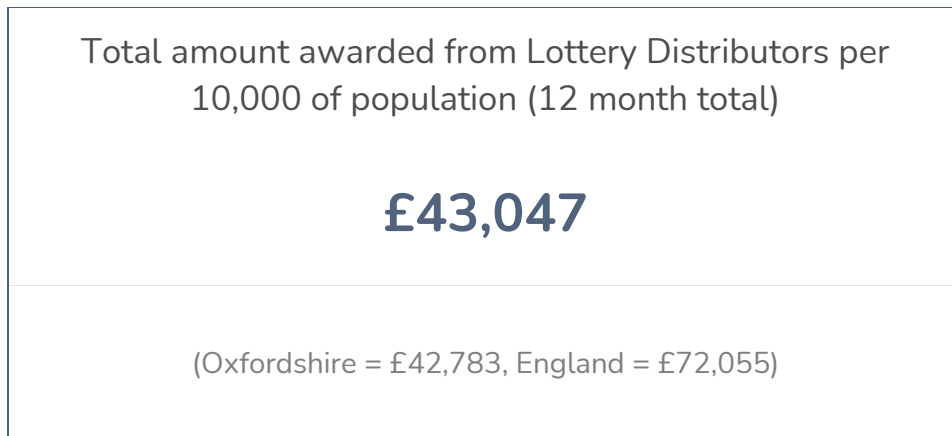 Total amount awarded from Lottery Distributors per
10,000 of population (12 month total)
£43,047
(Oxfordshire = £42,783, England = £72,055)